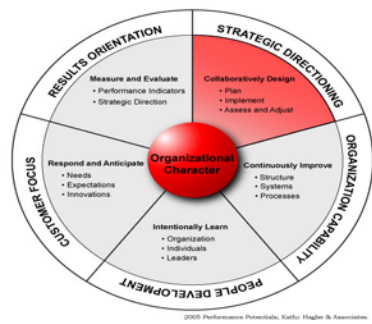 RESULTS ORIENTATION
STRATEGIC DIRECTIONING
Measure and Evaluate
• Performance Indicators
• Strategic Direction
Collaboratively Design
• Plan
• Implement
• Assess and Adjust
Respond and Anticipate
• Needs
• Expectations
• Innovations
Organizational
Character
Continuously Improve
• Structure
• Systems
• Processes
Intentionally Learn
• Organization
• Individuals
• Leaders
CUSTOMER FOCUS
ORGANIZATION CAPABILITY
PEOPLE DEVELOPMENT
2005 Performance Potentials; Kathy Hagler & Associates.